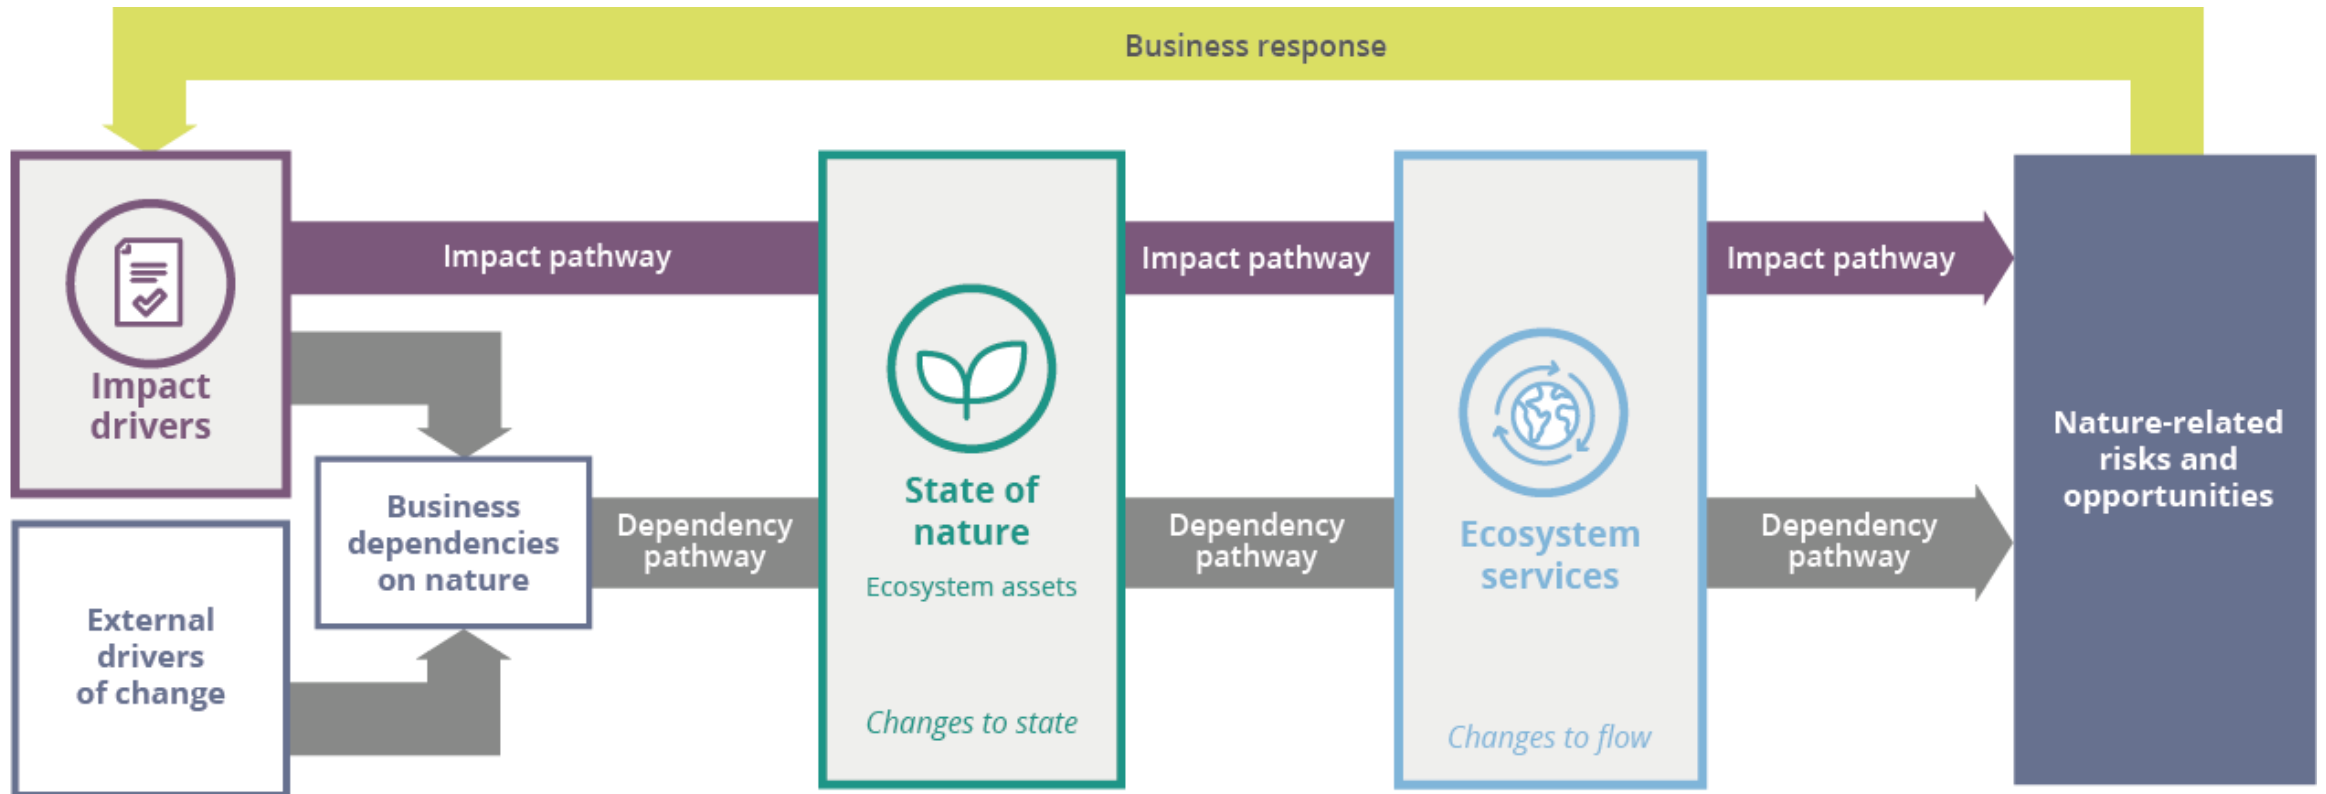 Business response
Impact
drivers
Impact pathway
Impact pathway
Impact pathway
External
drivers
of change
Business
dependencies
on nature
Dependency
pathway
State of
nature
Ecosystem assets
Changes to state
Dependency
pathway
Ecosystem
services
Changes to flow
Dependency
pathway
Nature-related
risks and
opportunities